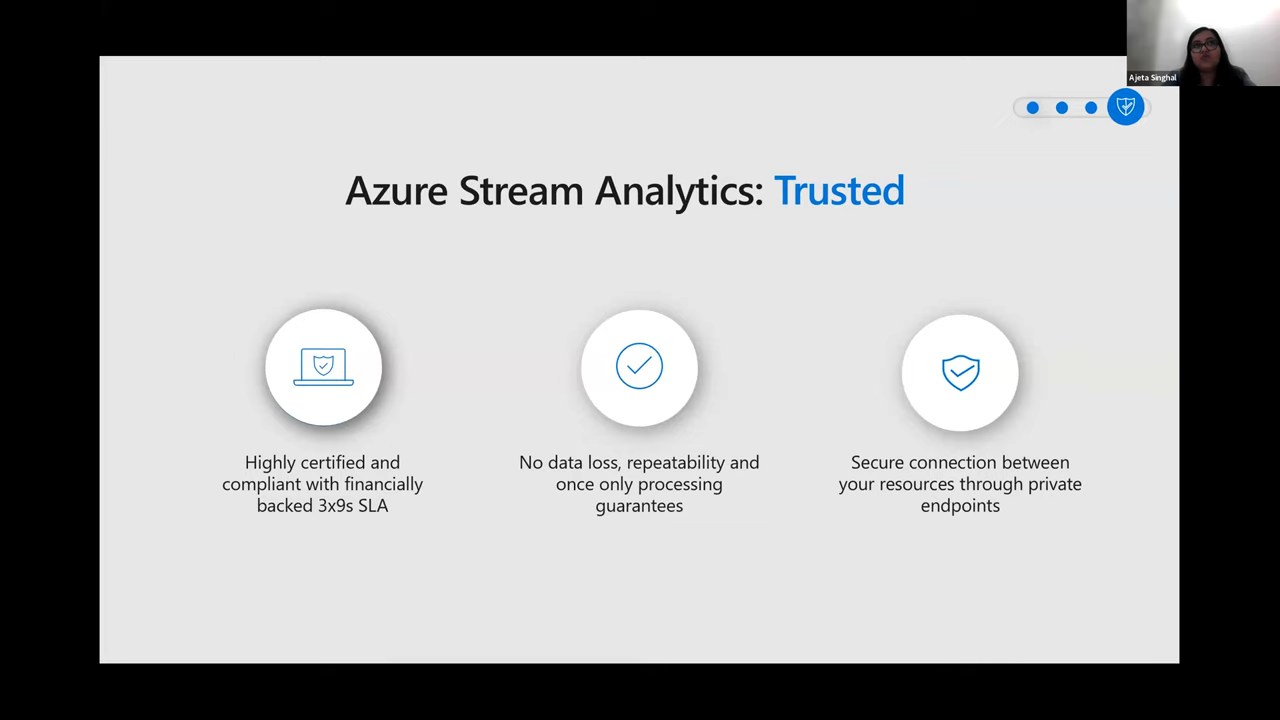 Ajeta Singhal
Azure Stream Analytics: Trusted
Highly certified and
compliant with financially
backed 3x9s SLA
No data loss, repeatability and
once only processing
guarantees
Secure connection between
your resources through private
endpoints